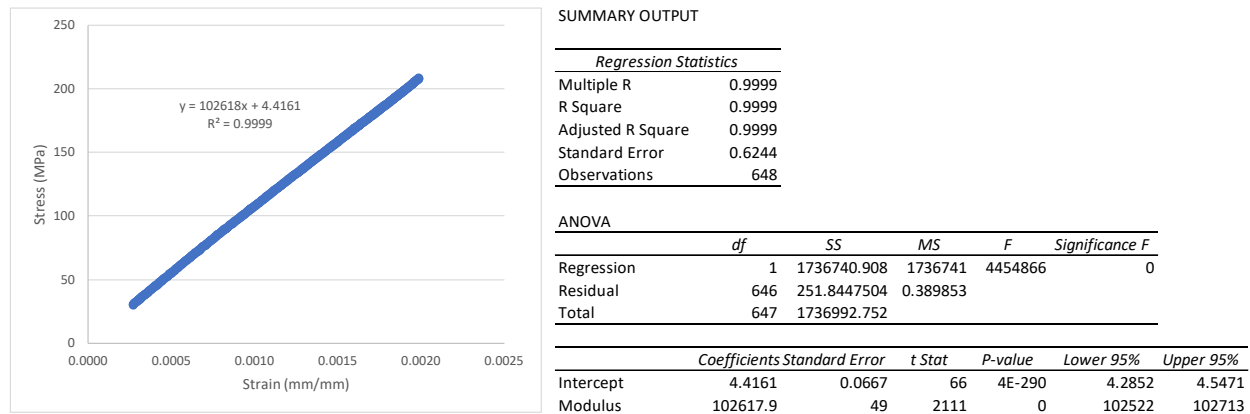 250
200
150
100
50
0
0.0000 0.0005 0.0010 0.0015 0.0020 0.0025
Stress (MPa)
Strain (mm/mm)
y = 102618x + 4.4161
R² = 0.9999
SUMMARY OUTPUT
Regression Statistics
Multiple R 0.9999
R Square 0.9999
Adjusted R Square 0.9999
Standard Error 0.6244
Observations 648
ANOVA
df SS MS F Significance F
Regression 1 1736740.908 1736741 4454866 0
Residual 646 251.8447504 0.389853
Total 647 1736992.752
Coefficients Standard Error t Stat P-value Lower 95% Upper 95%
Intercept 4.4161 0.0667 66 4E-290 4.2852 4.5471
Modulus 102617.9 49 2111 0 102522 102713